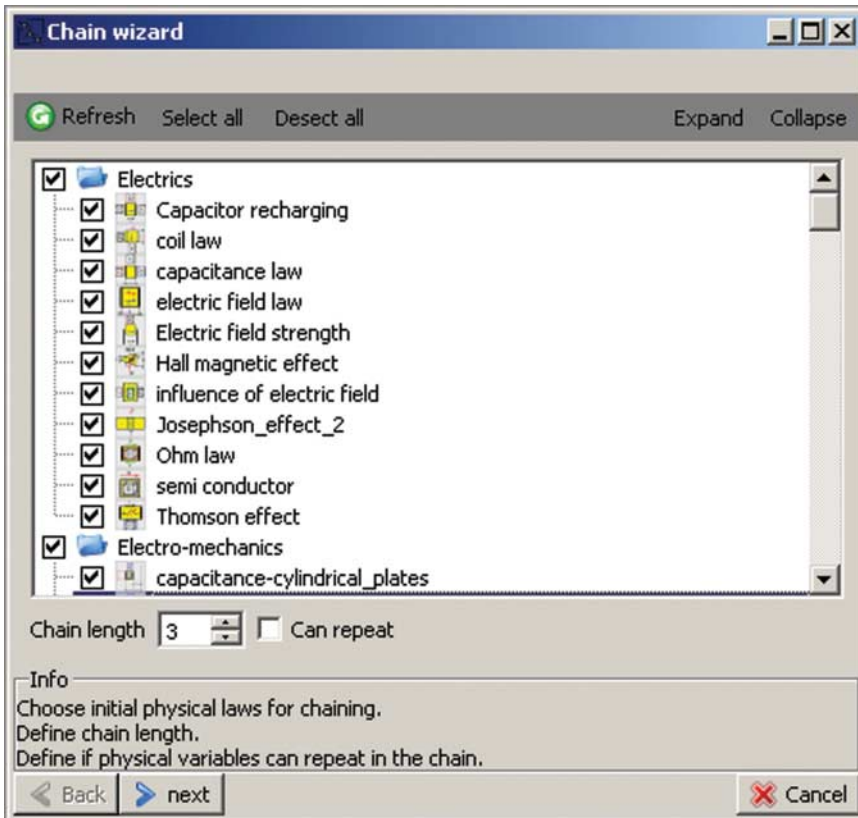 Chain wizard
Refresh Select all Desect all Expand Collapse
Electrics
Capacitor recharging
coil law
capacitance law
electric field law
Electric field strength
Hall magnetic effect
influence of electric field
Josephson_effect_2
Ohm law
semi conductor
Thomson effect
Electro-mechanics
capacitance-cylindrical_plates
Chain length 3 Can repeat
Info
Choose initial physical laws for chaining.
Define chain length.
Define if physical variables can repeat in the chain.
Back next Cancel